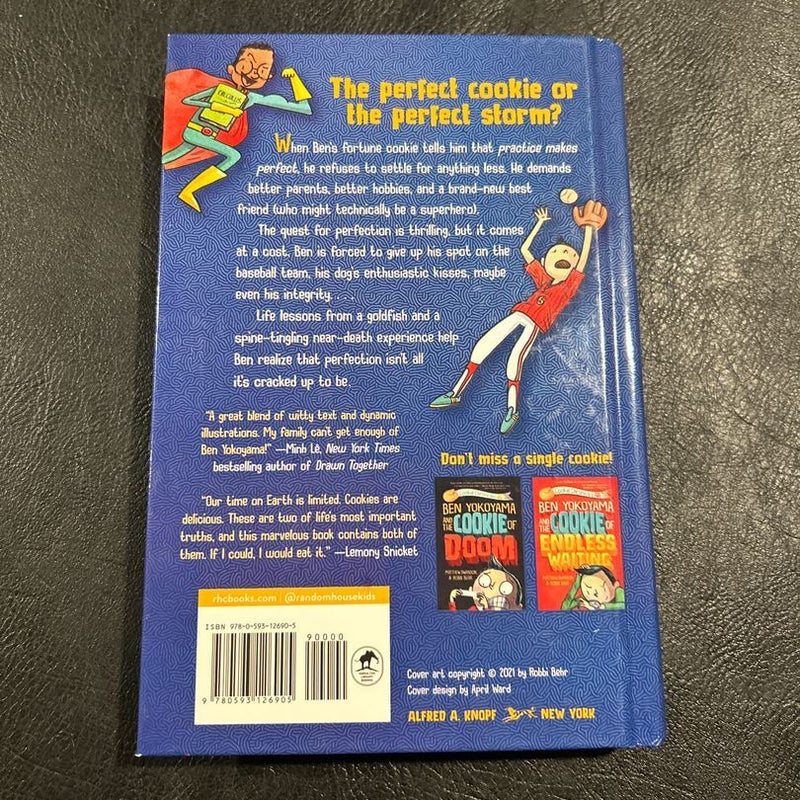 CALCULUS
The perfect cookie or
the perfect storm?
When Ben's fortune cookie tells him that practice makes
perfect, he refuses to settle for anything less. He demands
better parents, better hobbies, and a brand-new best
friend (who might technically be a superhero).
The quest for perfection is thrilling, but it comes
at a cost. Ben is forced to give up his spot on the
baseball team, his dog's enthusiastic kisses, maybe
even his integrity. . . .
Life lessons from a goldfish and a
spine-tingling near-death experience help
Ben realize that perfection isn't all
it's cracked up to be.
"A great blend of witty text and dynamic
illustrations. My family can't get enough of
Ben Yokoyama!" —Minh Lê, New York Times
bestselling author of Drawn Together
"Our time on Earth is limited. Cookies are
delicious. These are two of life's most important
truths, and this marvelous book contains both of
them. If I could, I would eat it." —Lemony Snicket
Don't miss a single cookie!
BEN YOKOYAMA
AND THE COOKIE OF
DOOM
MATTHEW SWANSON
& ROBBI BEHR
BEN YOKOYAMA
AND THE COOKIE OF
ENDLESS
WAITING
MATTHEW SWANSON
& ROBBI BEHR
rhcbooks.com | @randomhousekids
ISBN 978-0-593-12690-5
90000
9 780593 126905
Cover art copyright © 2021 by Robbi Behr
Cover design by April Ward
ALFRED A. KNOPF NEW YORK